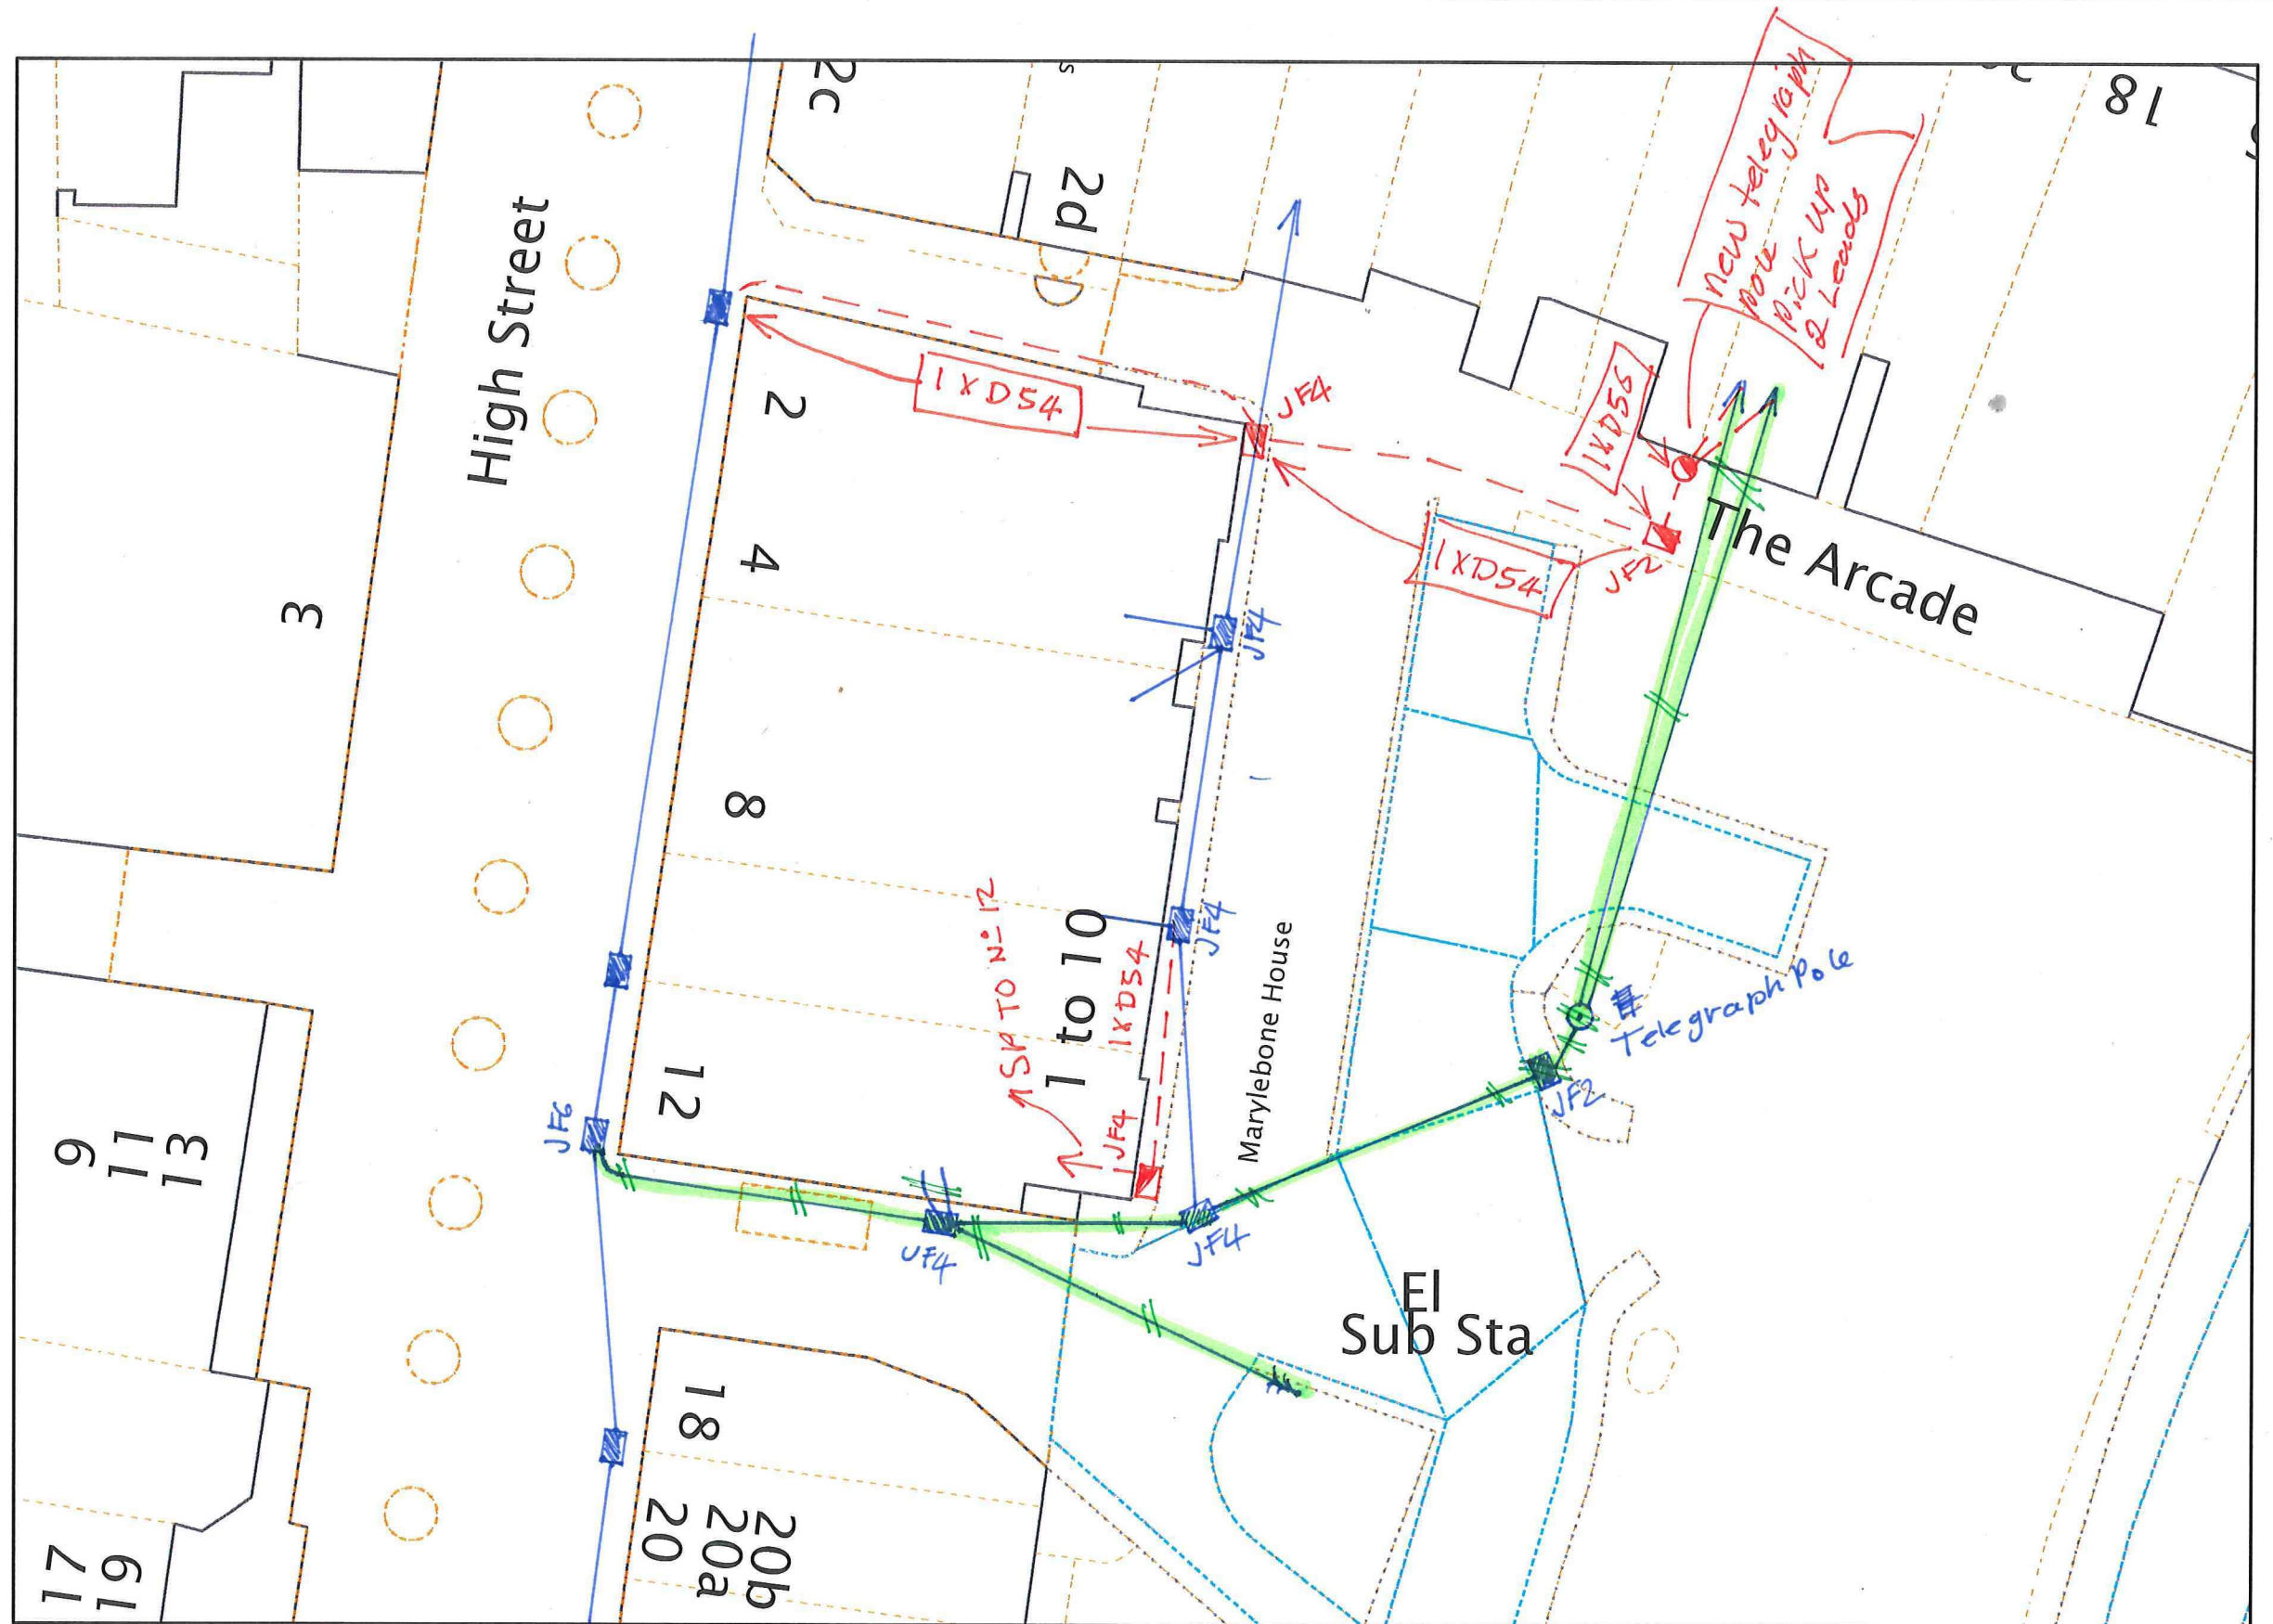 2c
s
18
2d
High Street
new telegraph
pole
pick up
2 Leads
1XD56
JF4
1XD54
2
4
1XD54
JF2
The Arcade
3
JF4
8
JF4
MSP TO No 12
1 to 10
1XD54
Marylebone House
Telegraph Pole
JF2
12
JF4
JF6
JF4
JF4
9
11
13
El
Sub Sta
18
20
20a
20b
17
19